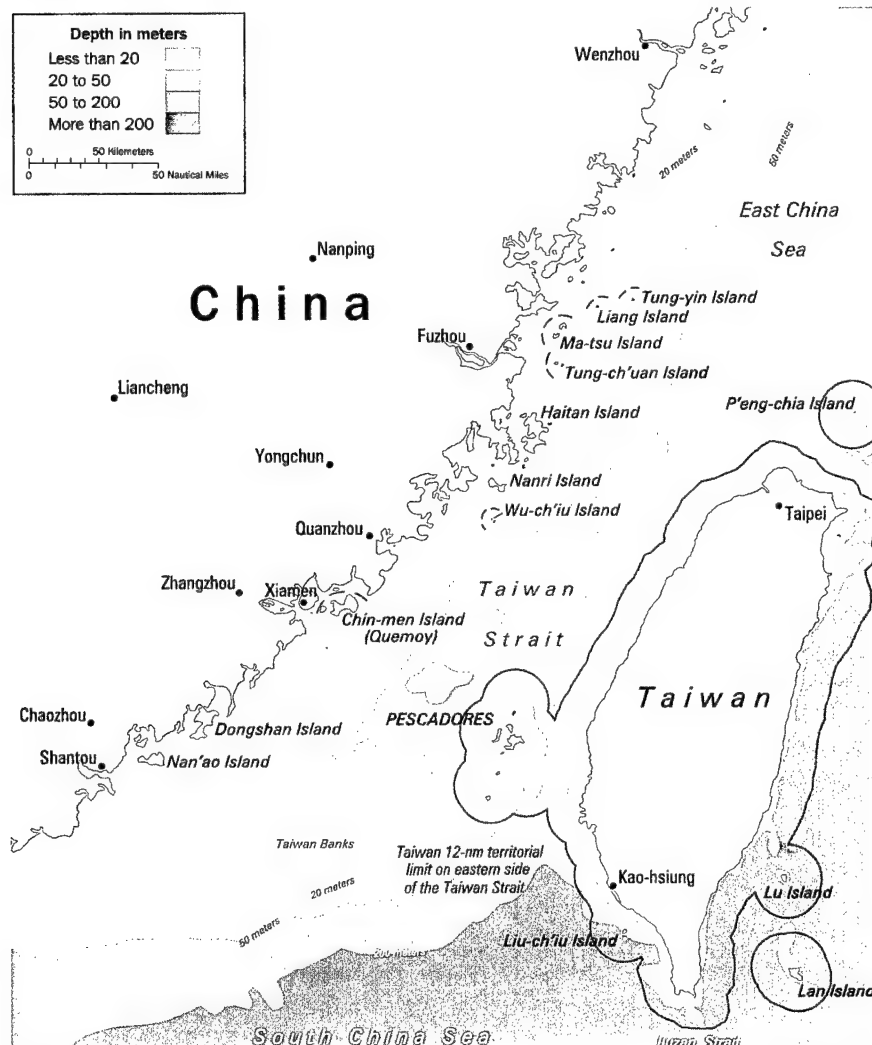 Depth in meters
Less than 20
20 to 50
50 to 200
More than 200
0 50 Kilometers
0 50 Nautical Miles
Wenzhou
20 meters
50 meters
East China
Sea
Nanping
China
Tung-yin Island
Liang Island
Fuzhou
Ma-tsu Island
Tung-ch'uan Island
Liancheng
P'eng-chia Island
Haitan Island
Yongchun
Nanri Island
Wu-ch'iu Island
Taipei
Quanzhou
Zhangzhou
Xiamen
Taiwan
Strait
Chin-men Island
(Quemoy)
Taiwan
PESCADORES
Chaozhou
Dongshan Island
Shantou
Nan'ao Island
Taiwan Banks
Taiwan 12-nm territorial
limit on eastern side
of the Taiwan Strait
20 meters
Kao-hsiung
Lu Island
50 meters
Liu-ch'iu Island
200 meters
Lan Island
South China Sea
Luzon Strait